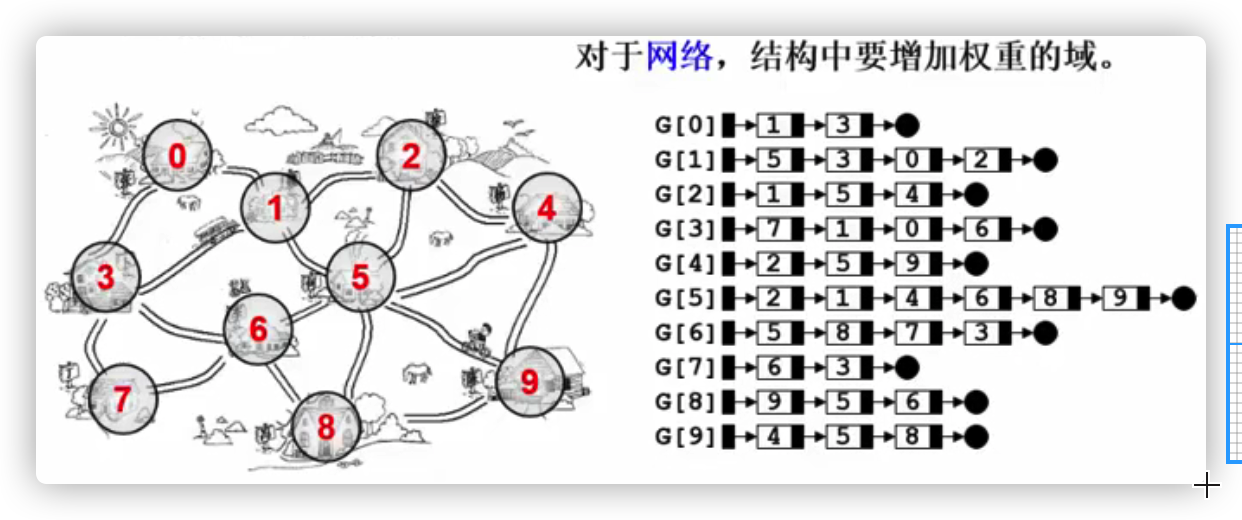 对于网络，结构中要增加权重的域。
0
2
1
4
3
5
6
7
9
8
G[0] 1 3
G[1] 5 3 0 2
G[2] 1 5 4
G[3] 7 1 0 6
G[4] 2 5 9
G[5] 2 1 4 6 8 9
G[6] 5 8 7 3
G[7] 6 3
G[8] 9 5 6
G[9] 4 5 8